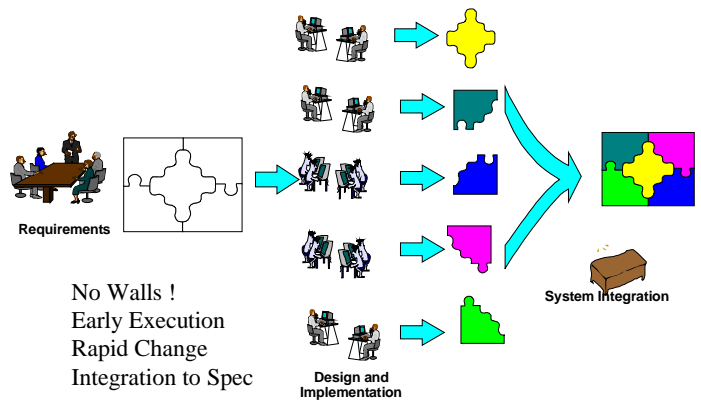 Requirements
No Walls !
Early Execution
Rapid Change
Integration to Spec
Design and
Implementation
System Integration